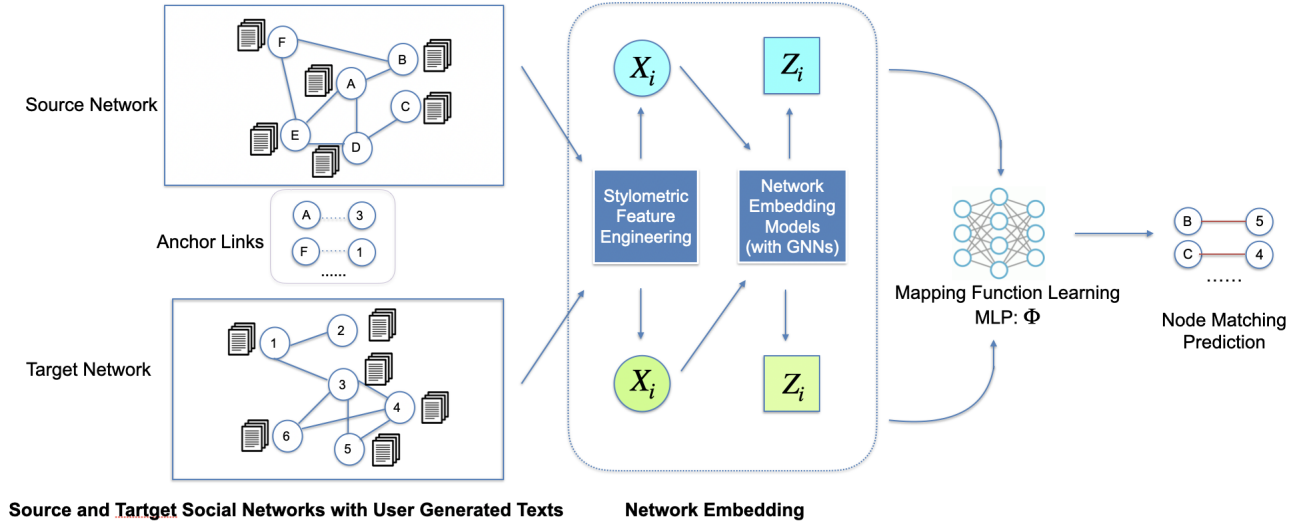 Source Network
F
B
A
C
E
D
Anchor Links
A ...... 3
F ...... 1
......
Target Network
1
2
3
4
6
5
X_i
Z_i
Stylometric
Feature
Engineering
Network
Embedding
Models
(with GNNs)
X_i
Z_i
Mapping Function Learning
MLP: Φ
B
5
C
4
......
Node Matching
Prediction
Source and Tartget Social Networks with User Generated Texts
Network Embedding